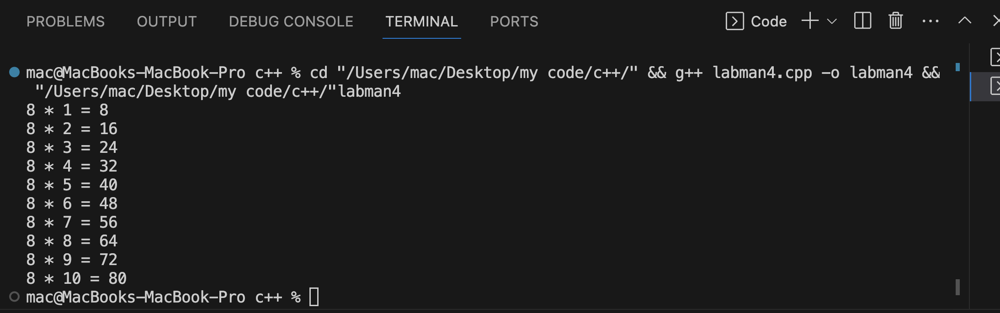 PROBLEMS OUTPUT DEBUG CONSOLE TERMINAL PORTS Code
mac@MacBooks-MacBook-Pro c++ % cd "/Users/mac/Desktop/my code/c++/" && g++ labman4.cpp -o labman4 &&
"/Users/mac/Desktop/my code/c++/"labman4
8 * 1 = 8
8 * 2 = 16
8 * 3 = 24
8 * 4 = 32
8 * 5 = 40
8 * 6 = 48
8 * 7 = 56
8 * 8 = 64
8 * 9 = 72
8 * 10 = 80
mac@MacBooks-MacBook-Pro c++ %